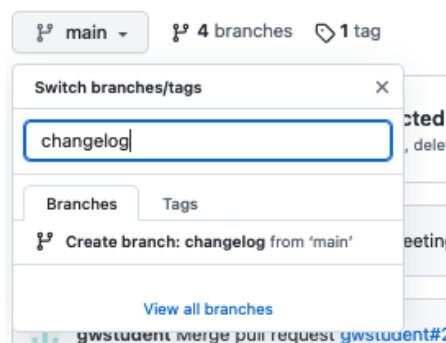 main
4 branches
1 tag
Switch branches/tags
changelog
Branches
Tags
Create branch: changelog from 'main'
View all branches
gwstudent Merge pull request gwstudent#2